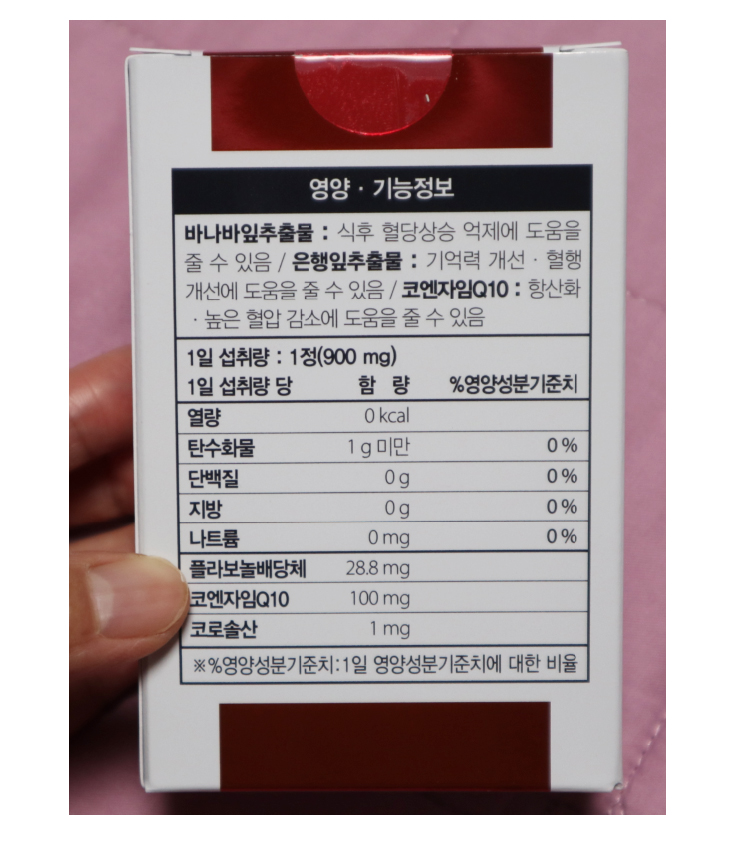 영양 · 기능정보
바나바잎추출물 : 식후 혈당상승 억제에 도움을
줄 수 있음 / 은행잎추출물 : 기억력 개선 · 혈행
개선에 도움을 줄 수 있음 / 코엔자임Q10 : 항산화
· 높은 혈압 감소에 도움을 줄 수 있음
1일 섭취량 : 1정(900 mg)
1일 섭취량 당 함 량 %영양성분기준치
열량 0 kcal
탄수화물 1 g 미만 0 %
단백질 0 g 0 %
지방 0 g 0 %
나트륨 0 mg 0 %
플라보놀배당체 28.8 mg
코엔자임Q10 100 mg
코로솔산 1 mg
※%영양성분기준치:1일 영양성분기준치에 대한 비율